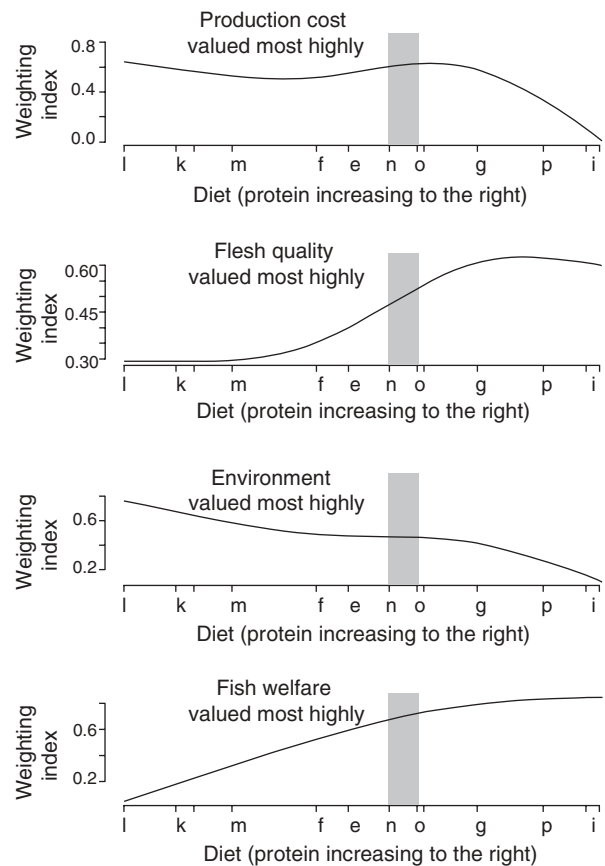 Production cost
valued most highly
Weighting
index
0.8
0.4
0.0
l k m f e n o g p i
Diet (protein increasing to the right)
Flesh quality
valued most highly
Weighting
index
0.60
0.45
0.30
l k m f e n o g p i
Diet (protein increasing to the right)
Environment
valued most highly
Weighting
index
0.6
0.2
l k m f e n o g p i
Diet (protein increasing to the right)
Fish welfare
valued most highly
Weighting
index
0.6
0.2
l k m f e n o g p i
Diet (protein increasing to the right)